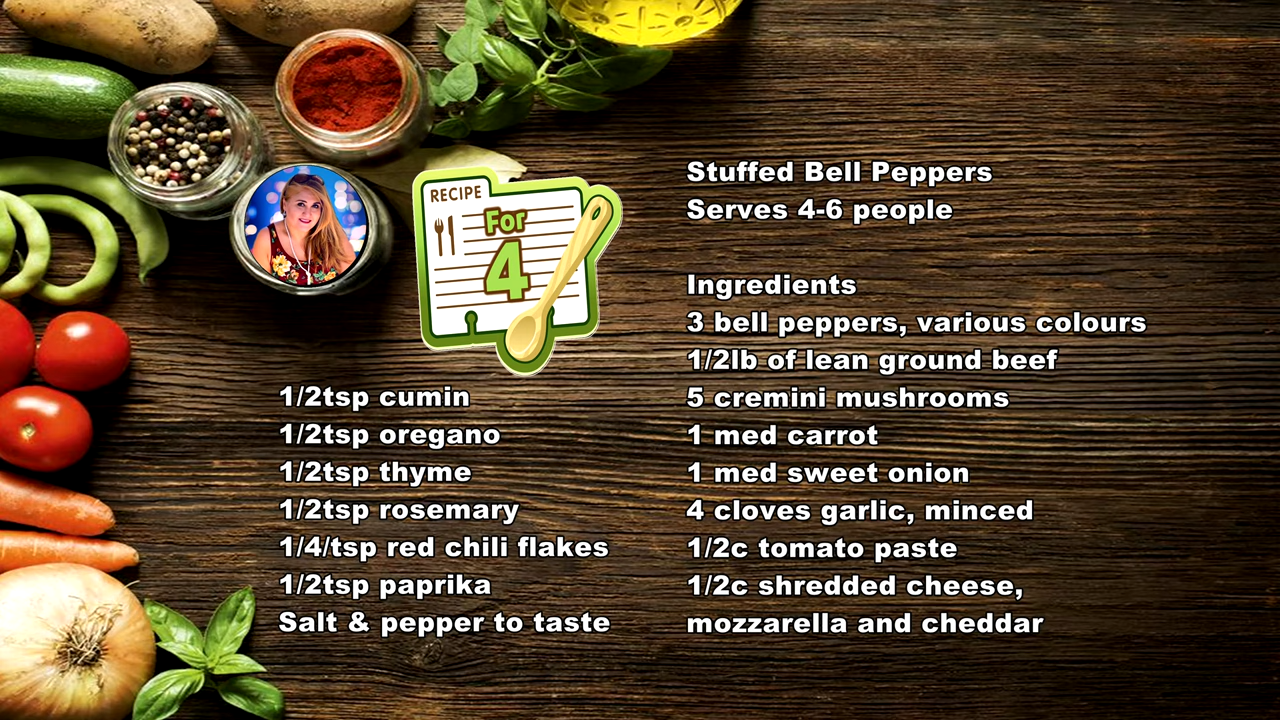 RECIPE
For
4
Stuffed Bell Peppers
Serves 4-6 people
Ingredients
3 bell peppers, various colours
1/2lb of lean ground beef
5 cremini mushrooms
1 med carrot
1 med sweet onion
4 cloves garlic, minced
1/2c tomato paste
1/2c shredded cheese,
mozzarella and cheddar
1/2tsp cumin
1/2tsp oregano
1/2tsp thyme
1/2tsp rosemary
1/4/tsp red chili flakes
1/2tsp paprika
Salt & pepper to taste